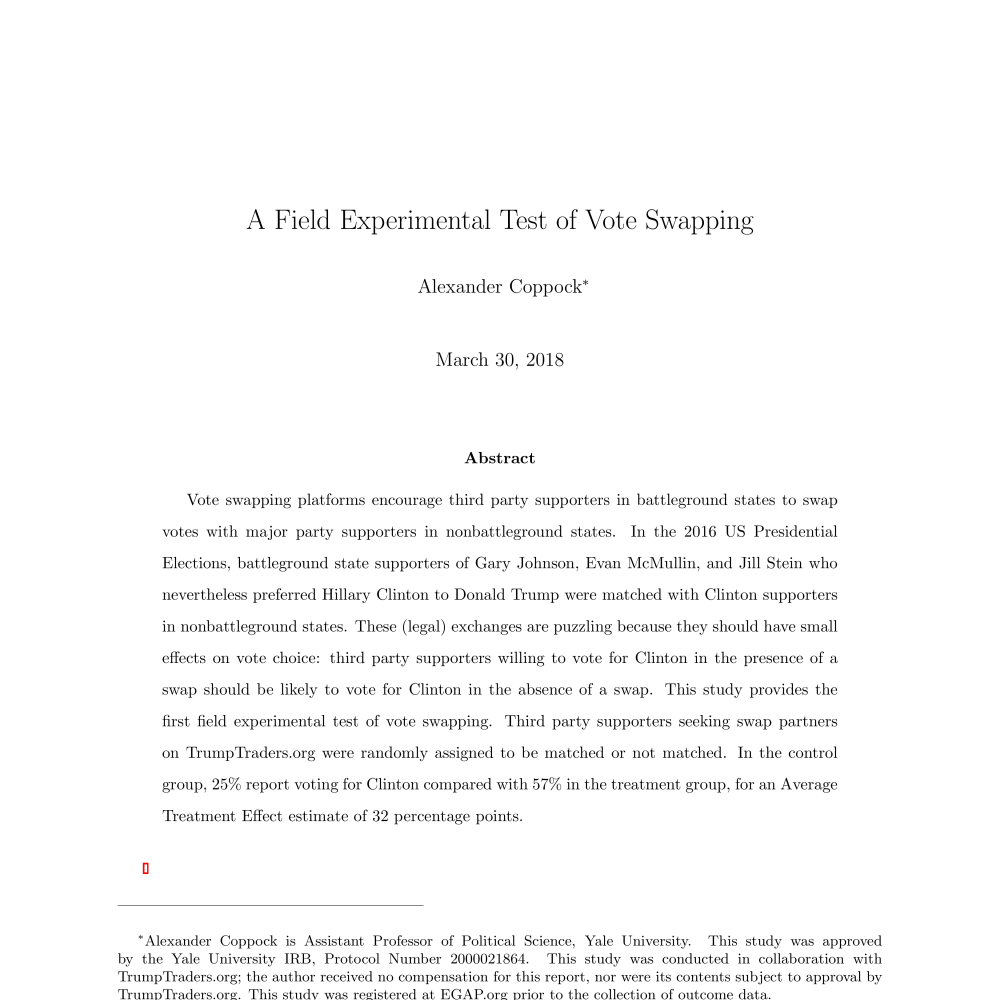 A Field Experimental Test of Vote Swapping
Alexander Coppock*
March 30, 2018
Abstract
Vote swapping platforms encourage third party supporters in battleground states to swap
votes with major party supporters in nonbattleground states. In the 2016 US Presidential
Elections, battleground state supporters of Gary Johnson, Evan McMullin, and Jill Stein who
nevertheless preferred Hillary Clinton to Donald Trump were matched with Clinton supporters
in nonbattleground states. These (legal) exchanges are puzzling because they should have small
effects on vote choice: third party supporters willing to vote for Clinton in the presence of a
swap should be likely to vote for Clinton in the absence of a swap. This study provides the
first field experimental test of vote swapping. Third party supporters seeking swap partners
on TrumpTraders.org were randomly assigned to be matched or not matched. In the control
group, 25% report voting for Clinton compared with 57% in the treatment group, for an Average
Treatment Effect estimate of 32 percentage points.
*Alexander Coppock is Assistant Professor of Political Science, Yale University. This study was approved
by the Yale University IRB, Protocol Number 2000021864. This study was conducted in collaboration with
TrumpTraders.org; the author received no compensation for this report, nor were its contents subject to approval by
TrumpTraders.org. This study was registered at EGAP.org prior to the collection of outcome data.